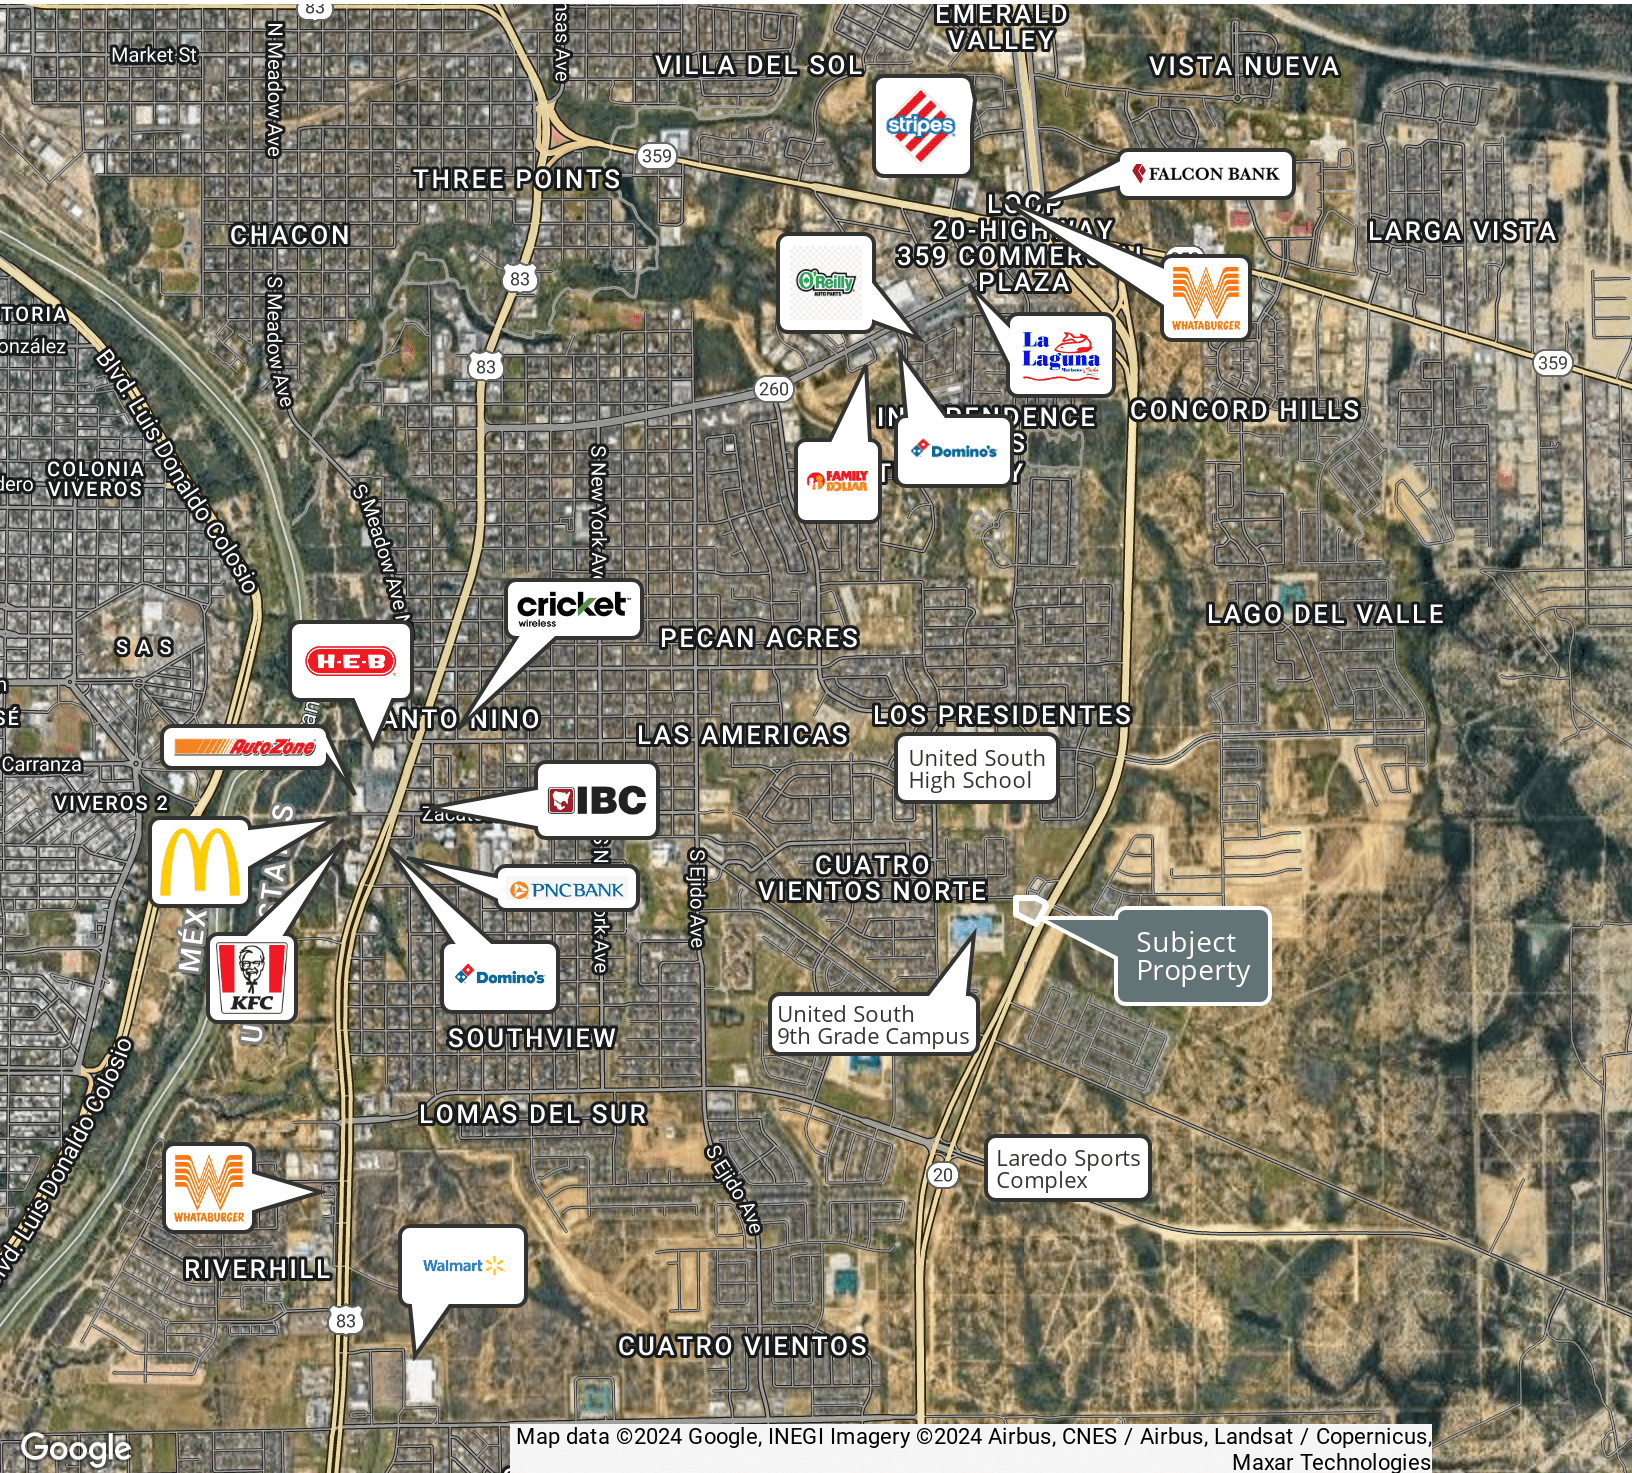 83
EMERALD
VALLEY
Market St
N Meadow Ave
VILLA DEL SOL
VISTA NUEVA
stripes
359
FALCON BANK
THREE POINTS
LOOP
20-HIGHWAY
359 COMMERCIAL
PLAZA
LARGA VISTA
CHACON
83
O'Reilly
AUTO PARTS
WHATABURGER
S Meadow Ave
La
Laguna
83
359
260
Blvd. Luis Donaldo Colosio
CONCORD HILLS
INDEPENDENCE
Domino's
FAMILY
DOLLAR
COLONIA
VIVEROS
S New York Ave
S Meadow Ave
cricket
wireless
LAGO DEL VALLE
PECAN ACRES
SAS
H-E-B
ANTO NINO
LOS PRESIDENTES
LAS AMERICAS
AutoZone
United South
High School
Carranza
VIVEROS 2
IBC
M
CUATRO
VIENTOS NORTE
S Ejido Ave
PNC BANK
Subject
Property
Domino's
KFC
United South
9th Grade Campus
SOUTHVIEW
Blvd. Luis Donaldo Colosio
LOMAS DEL SUR
S Ejido Ave
Laredo Sports
Complex
20
WHATABURGER
RIVERHILL
Walmart
83
CUATRO VIENTOS
Google
Map data ©2024 Google, INEGI Imagery ©2024 Airbus, CNES / Airbus, Landsat / Copernicus,
Maxar Technologies